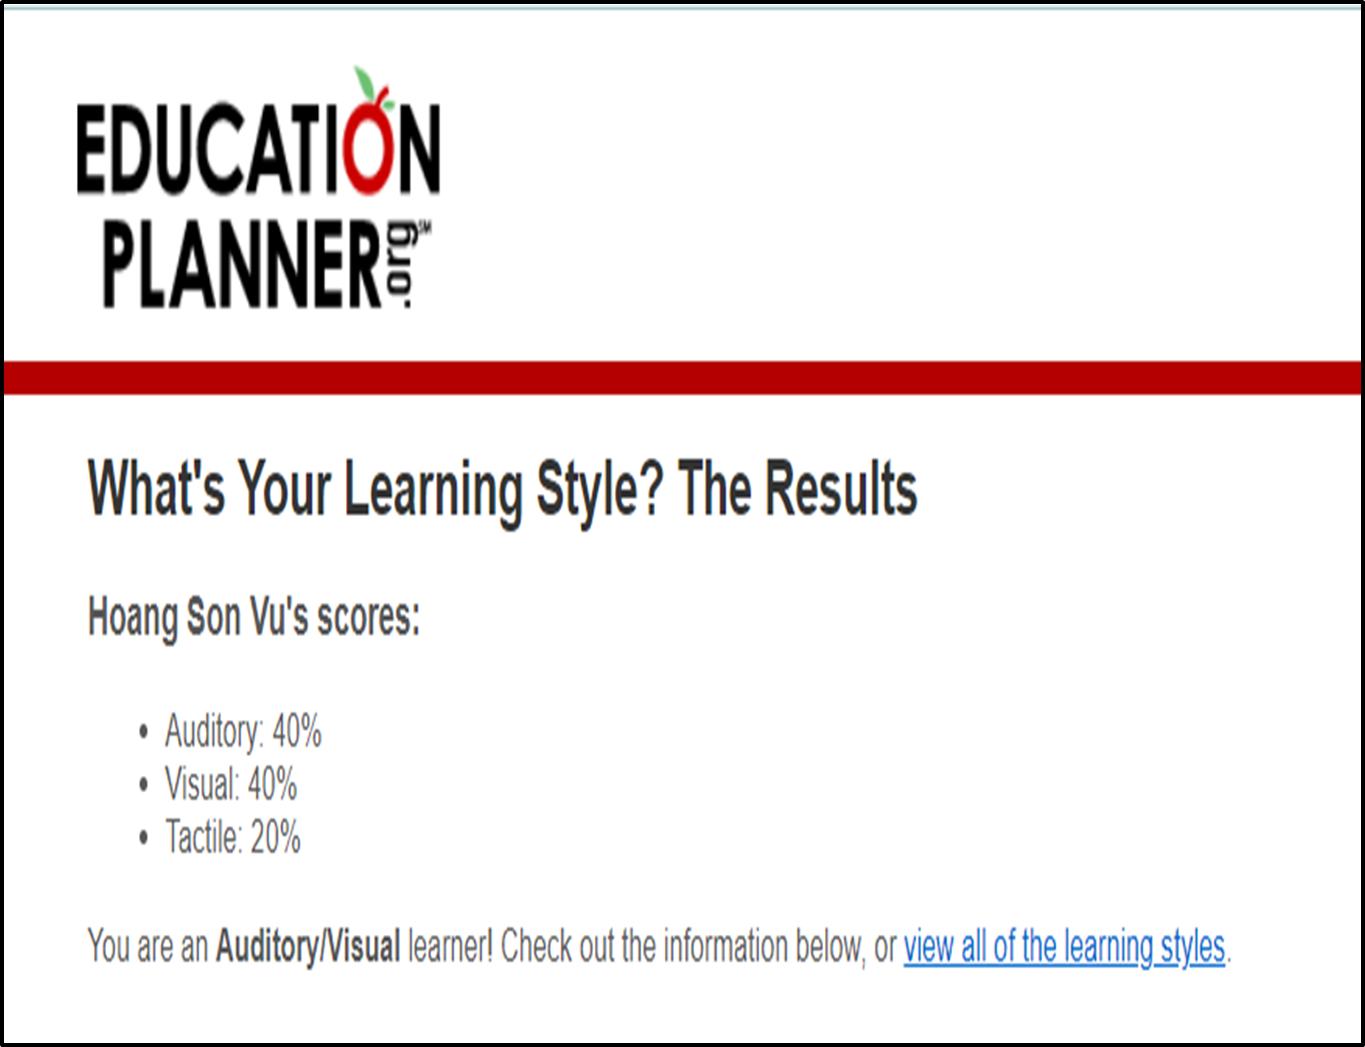 EDUCATION
PLANNER.org℠
What's Your Learning Style? The Results
Hoang Son Vu's scores:
• Auditory: 40%
• Visual: 40%
• Tactile: 20%
You are an Auditory/Visual learner! Check out the information below, or view all of the learning styles.